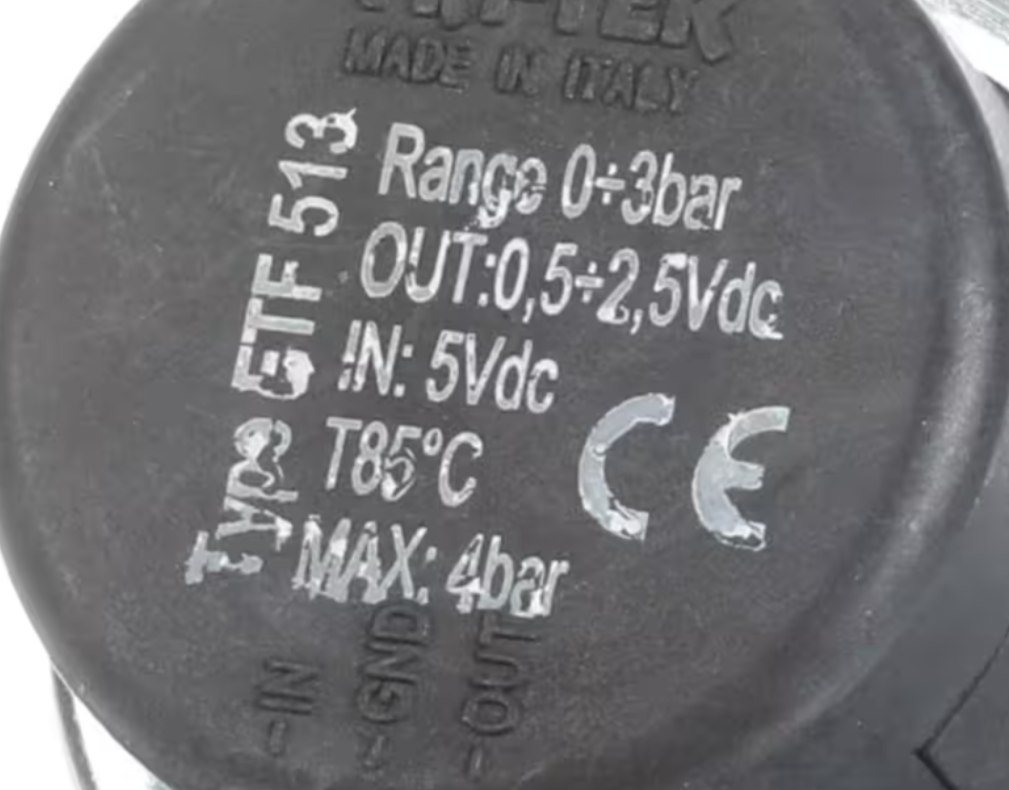 MADE IN ITALY
Type ETF 513
Range 0÷3bar
OUT:0,5÷2,5Vdc
IN: 5Vdc
T85°C
MAX: 4bar
CE
-IN
-GND
-OUT